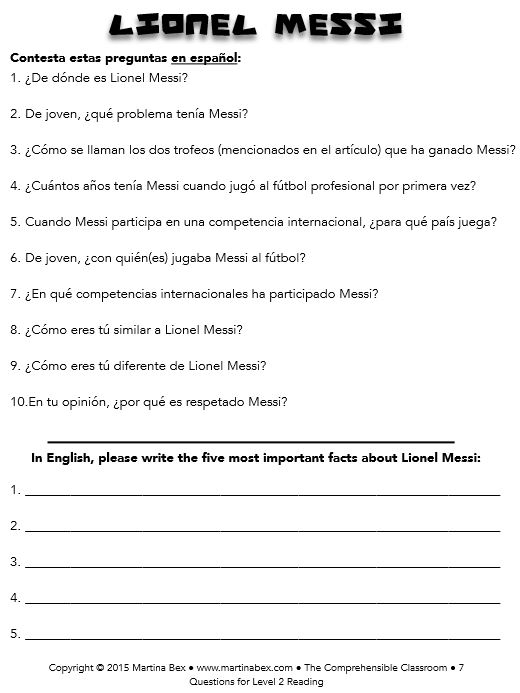 LIONEL MESSI
Contesta estas preguntas en español:
1. ¿De dónde es Lionel Messi?
2. De joven, ¿qué problema tenía Messi?
3. ¿Cómo se llaman los dos trofeos (mencionados en el artículo) que ha ganado Messi?
4. ¿Cuántos años tenía Messi cuando jugó al fútbol profesional por primera vez?
5. Cuando Messi participa en una competencia internacional, ¿para qué país juega?
6. De joven, ¿con quién(es) jugaba Messi al fútbol?
7. ¿En qué competencias internacionales ha participado Messi?
8. ¿Cómo eres tú similar a Lionel Messi?
9. ¿Cómo eres tú diferente de Lionel Messi?
10.En tu opinión, ¿por qué es respetado Messi?
In English, please write the five most important facts about Lionel Messi:
1.
2.
3.
4.
5.
Copyright © 2015 Martina Bex ● www.martinabex.com ● The Comprehensible Classroom ● 7
Questions for Level 2 Reading